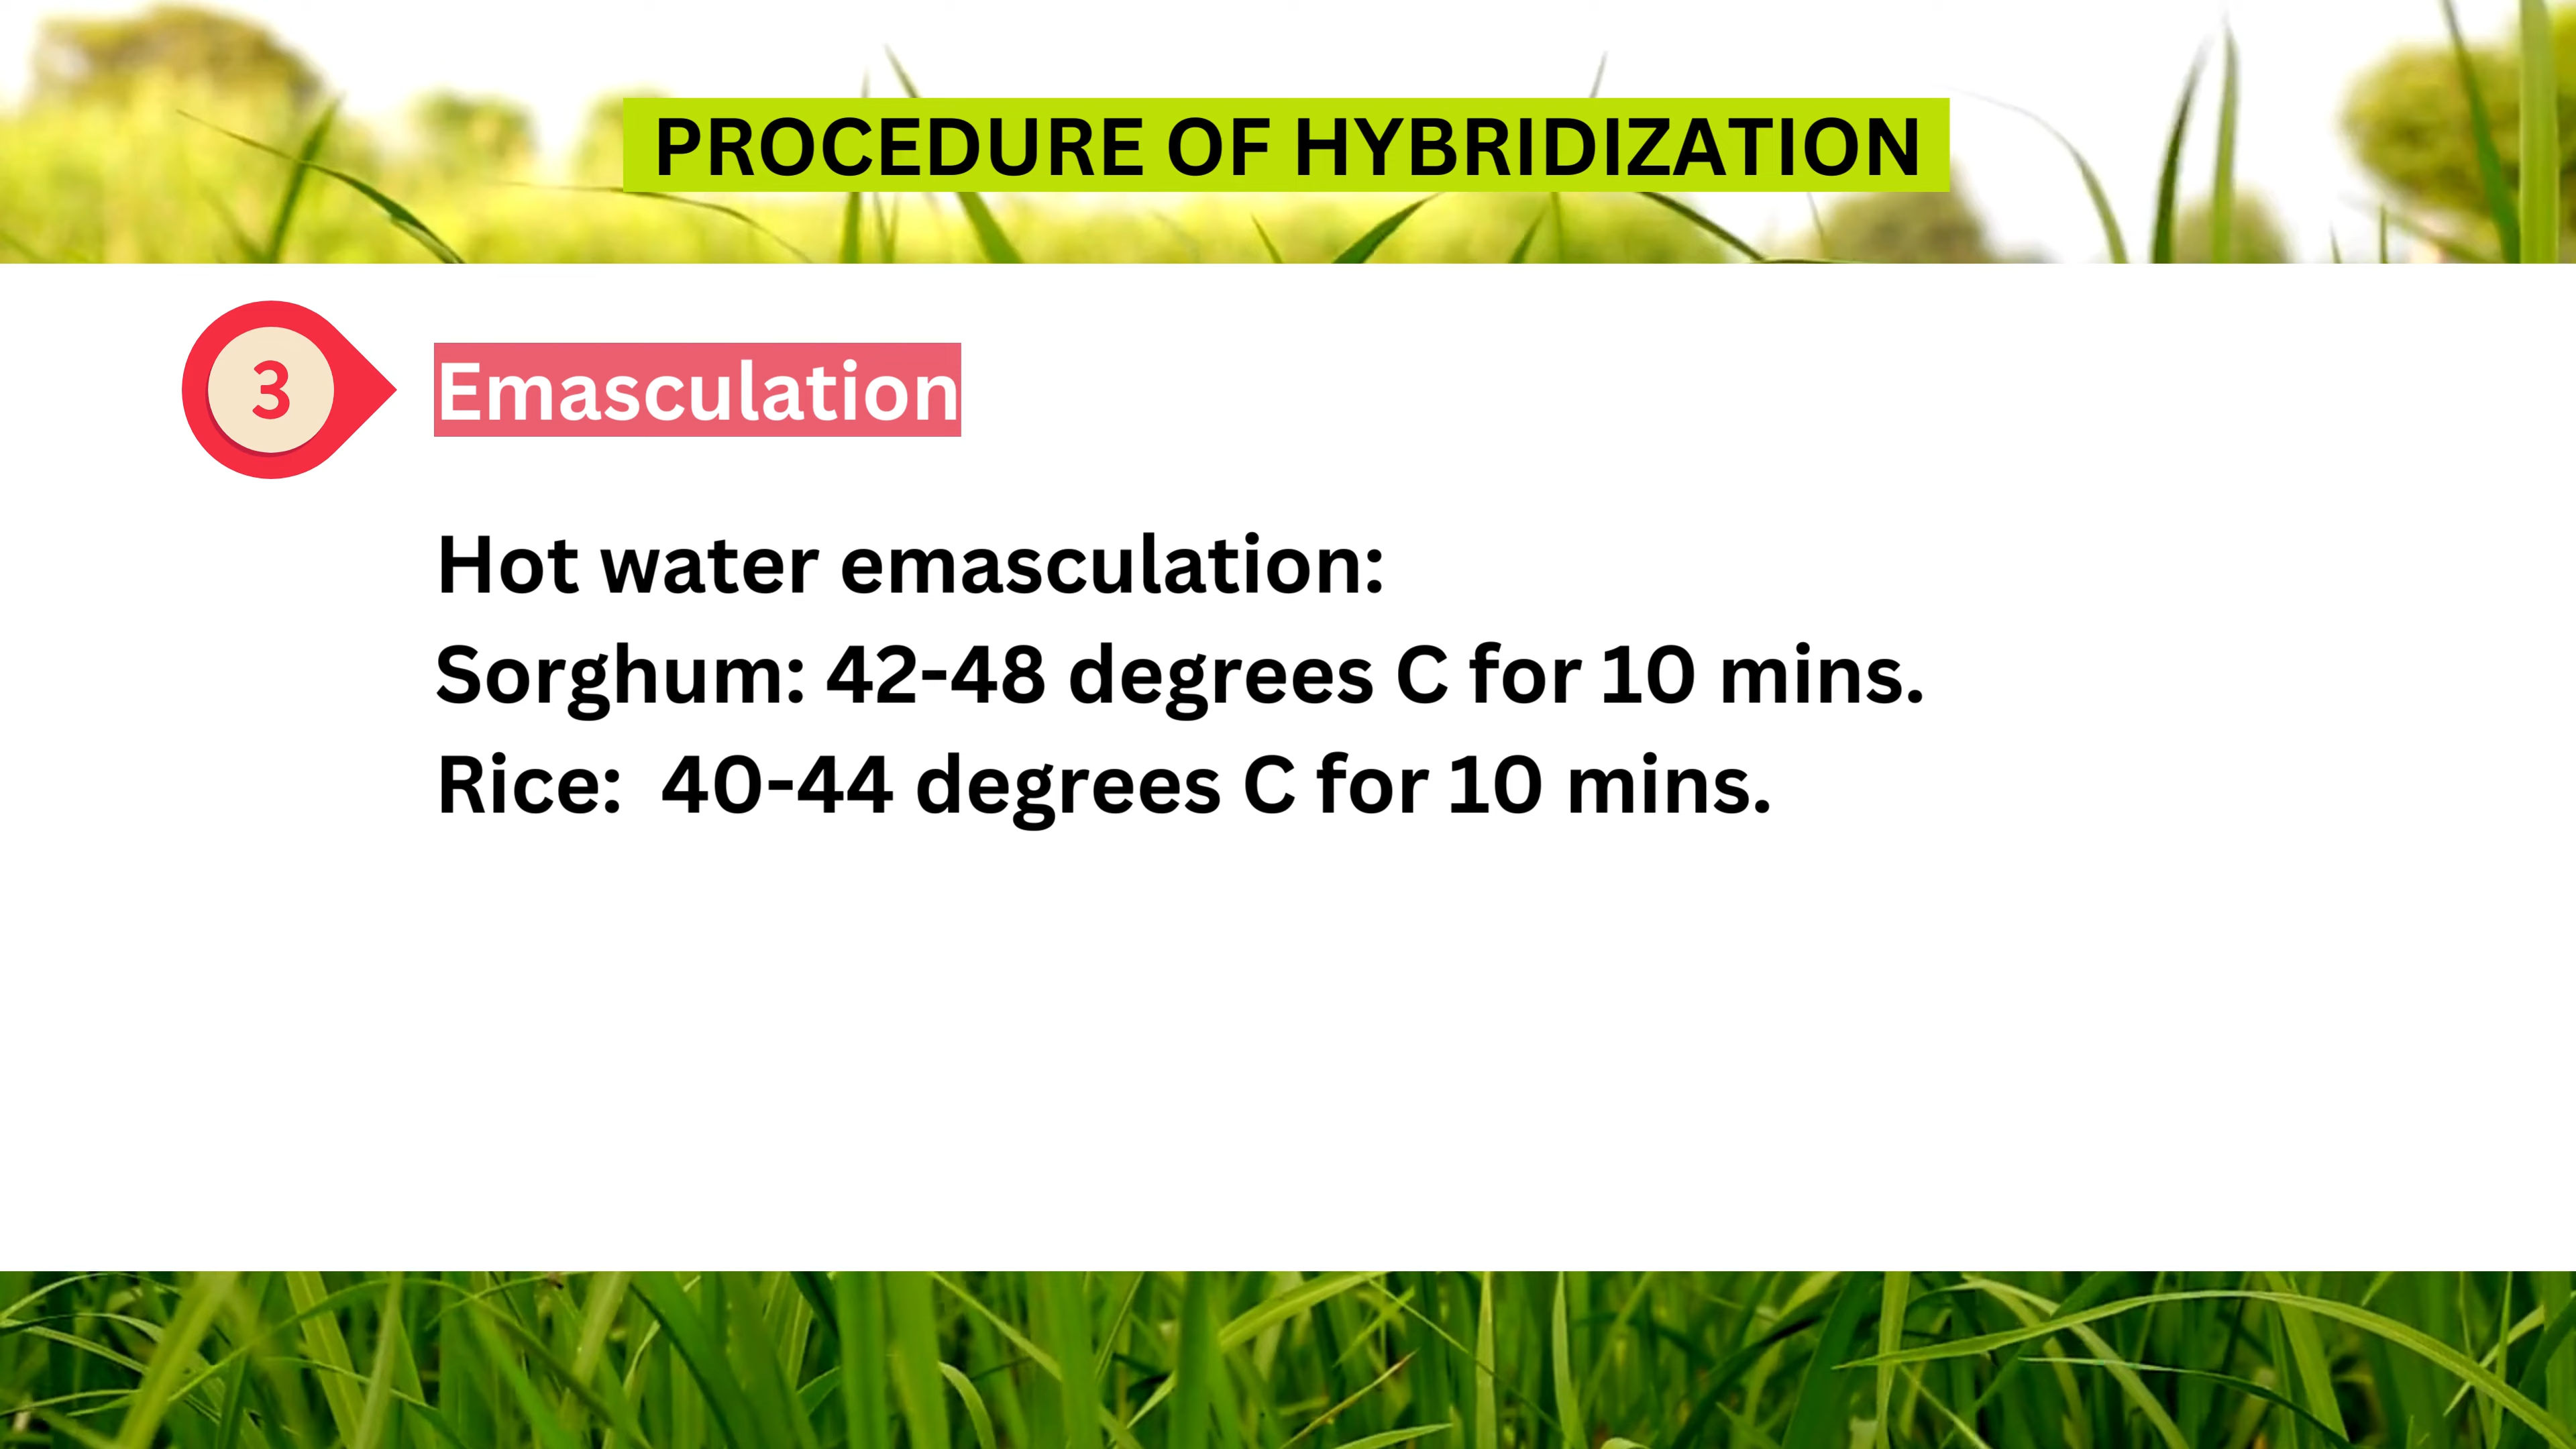 PROCEDURE OF HYBRIDIZATION
3
Emasculation
Hot water emasculation:
Sorghum: 42-48 degrees C for 10 mins.
Rice:  40-44 degrees C for 10 mins.